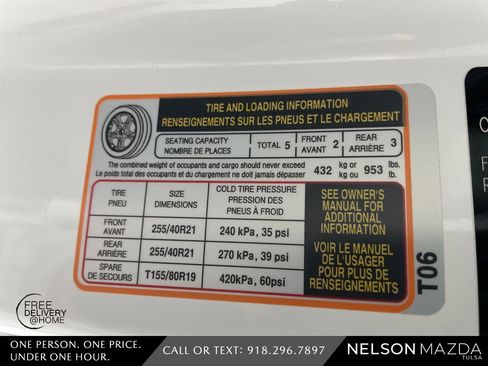 TIRE AND LOADING INFORMATION
RENSEIGNEMENTS SUR LES PNEUS ET LE CHARGEMENT
SEATING CAPACITY
NOMBRE DE PLACES
TOTAL 5
FRONT
AVANT 2
REAR
ARRIÈRE 3
The combined weight of occupants and cargo should never exceed
Le poids total des occupants et du chargement ne doit jamais dépasser
432 kg or
kg ou 953 lbs.
lb.
TIRE
PNEU
SIZE
DIMENSIONS
COLD TIRE PRESSURE
PRESSION DES
PNEUS À FROID
FRONT
AVANT
255/40R21
240 kPa, 35 psi
REAR
ARRIÈRE
255/40R21
270 kPa, 39 psi
SPARE
DE SECOURS
T155/80R19
420kPa, 60psi
SEE OWNER'S
MANUAL FOR
ADDITIONAL
INFORMATION
VOIR LE MANUEL
DE L'USAGER
POUR PLUS DE
RENSEIGNEMENTS
T06
FREE
DELIVERY
@HOME
ONE PERSON. ONE PRICE.
UNDER ONE HOUR.
CALL OR TEXT: 918.296.7897
NELSON MAZDA
TULSA